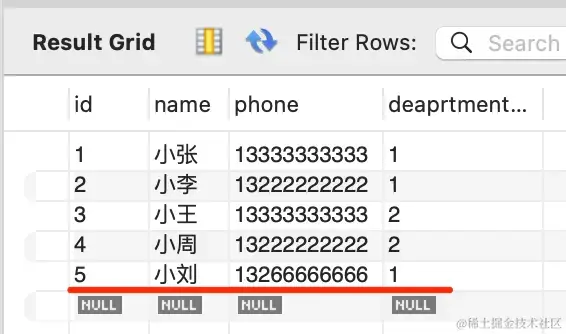 Result Grid Filter Rows: Search
id name phone deaprtment...
1 小张 13333333333 1
2 小李 13222222222 1
3 小王 13333333333 2
4 小周 13222222222 2
5 小刘 13266666666 1
NULL NULL NULL NULL
@稀土掘金技术社区